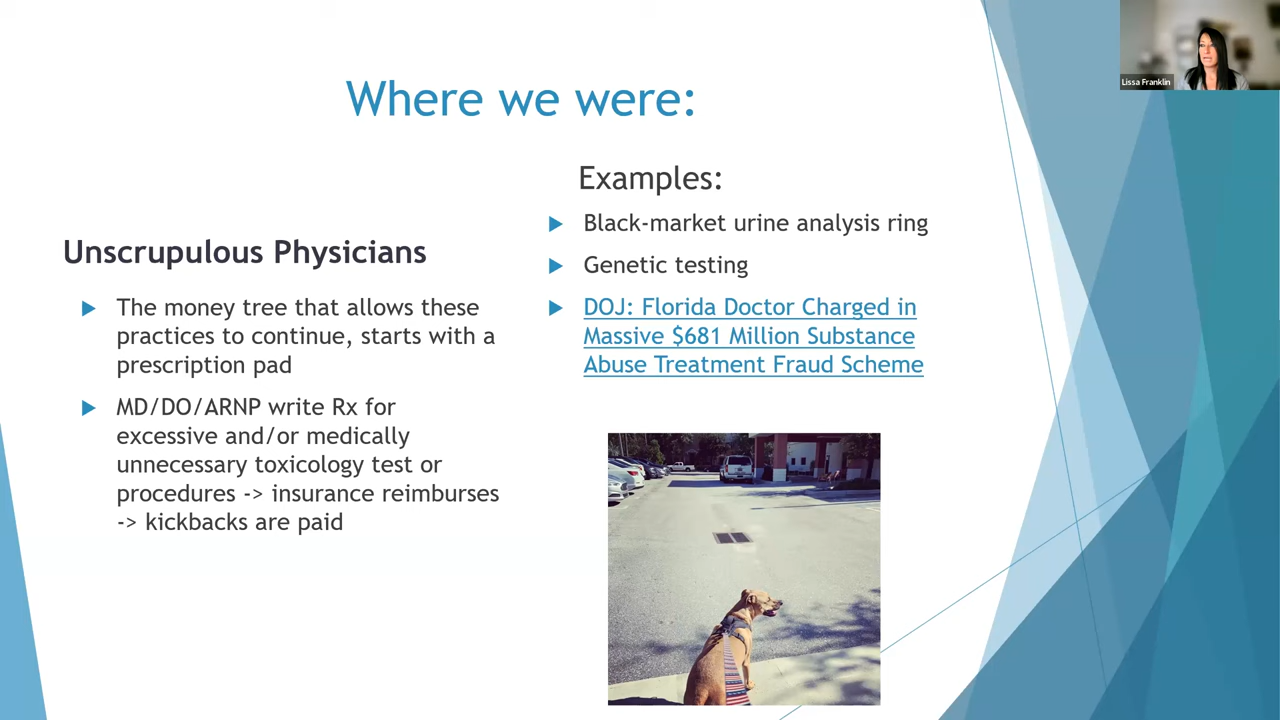 Lissa Franklin
Where we were:
Unscrupulous Physicians
The money tree that allows these
practices to continue, starts with a
prescription pad
MD/DO/ARNP write Rx for
excessive and/or medically
unnecessary toxicology test or
procedures -> insurance reimburses
-> kickbacks are paid
Examples:
Black-market urine analysis ring
Genetic testing
DOJ: Florida Doctor Charged in
Massive $681 Million Substance
Abuse Treatment Fraud Scheme